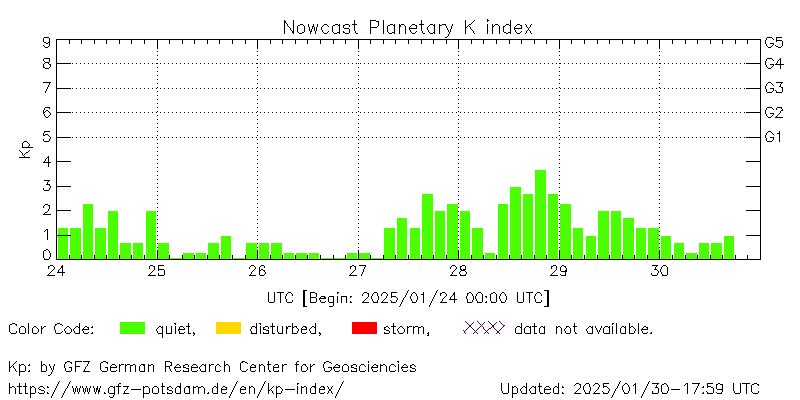 Nowcast Planetary K index
9 G5
8 G4
7 G3
6 G2
5 G1
Kp
4
3
2
1
0
24 25 26 27 28 29 30
UTC [Begin: 2025/01/24 00:00 UTC]
Color Code: quiet, disturbed, storm, data not available.
Kp: by GFZ German Research Center for Geosciencies
https://www.gfz-potsdam.de/en/kp-index/ Updated: 2025/01/30-17:59 UTC